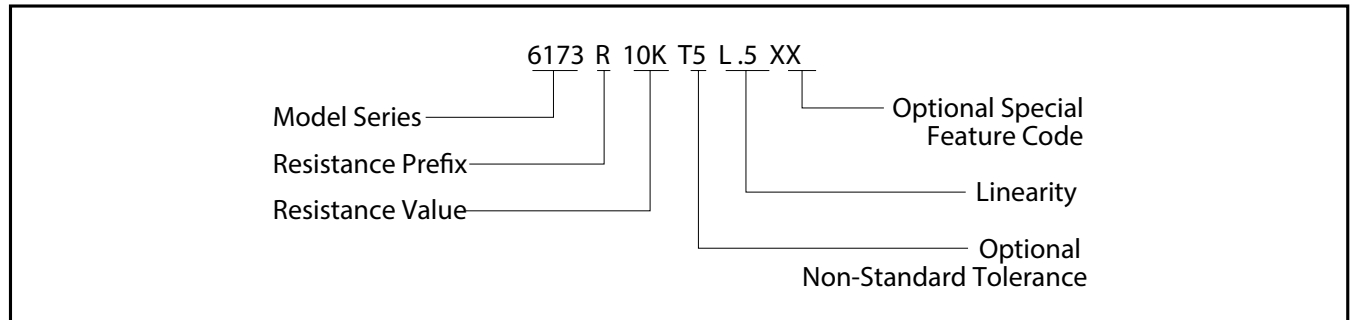 6173 R 10K T5 L .5 XX
Model Series
Resistance Prefix
Resistance Value
Optional Special
Feature Code
Linearity
Optional
Non-Standard Tolerance